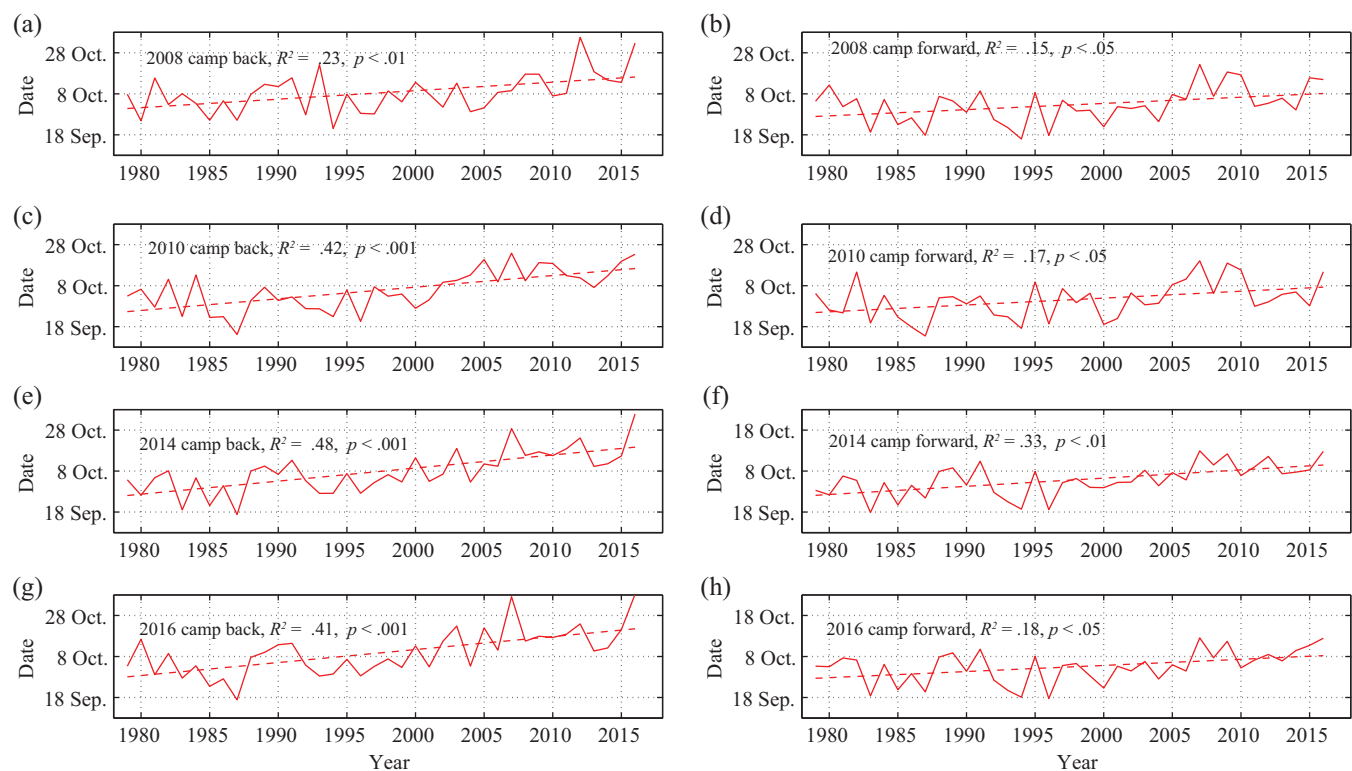 (a)
2008 camp back, R² = .23, p < .01
28 Oct.
8 Oct.
18 Sep.
Date
1980 1985 1990 1995 2000 2005 2010 2015
(b)
2008 camp forward, R² = .15, p < .05
28 Oct.
8 Oct.
18 Sep.
Date
1980 1985 1990 1995 2000 2005 2010 2015
(c)
2010 camp back, R² = .42, p < .001
28 Oct.
8 Oct.
18 Sep.
Date
1980 1985 1990 1995 2000 2005 2010 2015
(d)
2010 camp forward, R² = .17, p < .05
28 Oct.
8 Oct.
18 Sep.
Date
1980 1985 1990 1995 2000 2005 2010 2015
(e)
2014 camp back, R² = .48, p < .001
28 Oct.
8 Oct.
18 Sep.
Date
1980 1985 1990 1995 2000 2005 2010 2015
(f)
2014 camp forward, R² = .33, p < .01
18 Oct.
8 Oct.
18 Sep.
Date
1980 1985 1990 1995 2000 2005 2010 2015
(g)
2016 camp back, R² = .41, p < .001
28 Oct.
8 Oct.
18 Sep.
Date
1980 1985 1990 1995 2000 2005 2010 2015
Year
(h)
2016 camp forward, R² = .18, p < .05
18 Oct.
8 Oct.
18 Sep.
Date
1980 1985 1990 1995 2000 2005 2010 2015
Year